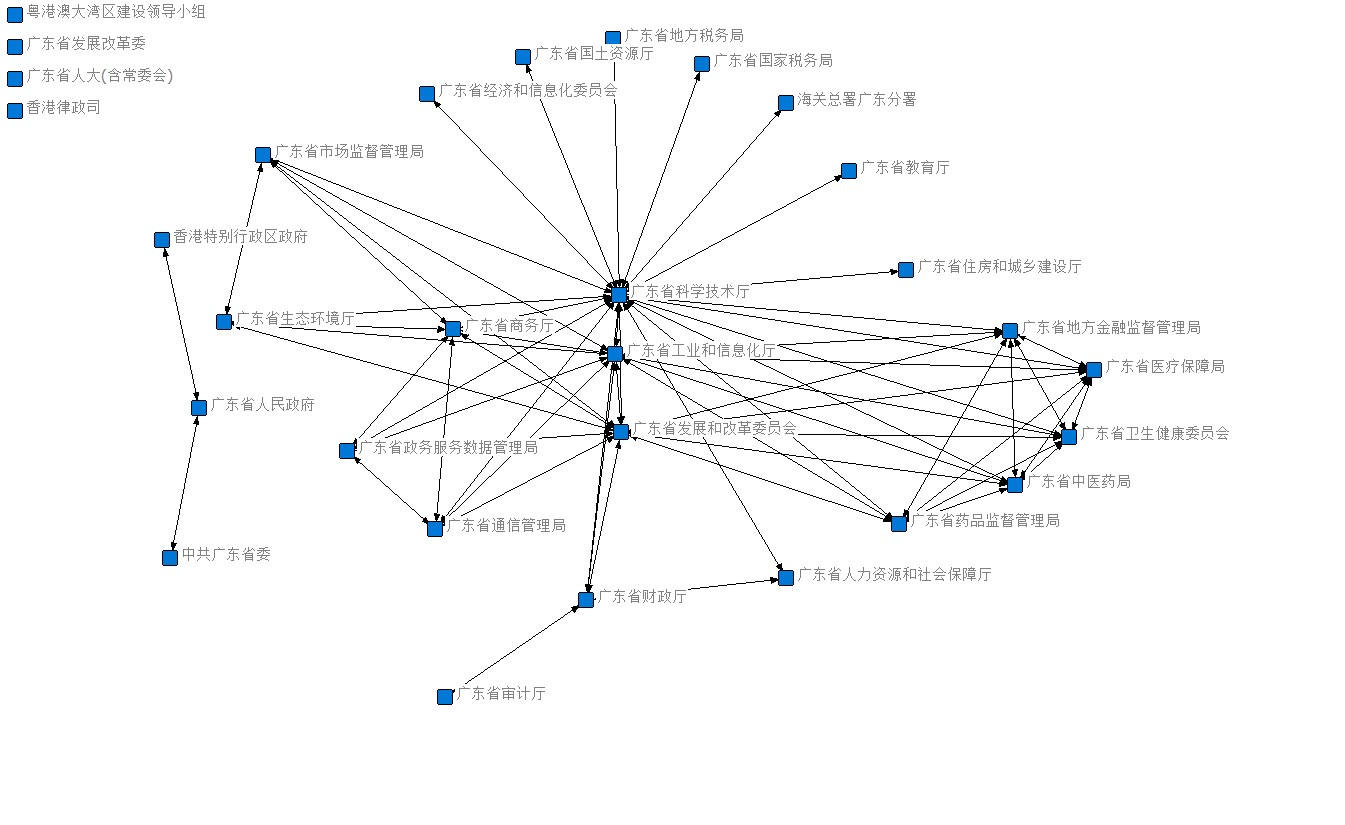 粤港澳大湾区建设领导小组
广东省发展改革委
广东省人大(含常委会)
香港律政司
广东省地方税务局
广东省国土资源厅
广东省国家税务局
广东省经济和信息化委员会
海关总署广东分署
广东省市场监督管理局
广东省教育厅
香港特别行政区政府
广东省住房和城乡建设厅
广东省科学技术厅
广东省生态环境厅
广东省商务厅
广东省地方金融监督管理局
广东省工业和信息化厅
广东省医疗保障局
广东省人民政府
广东省发展和改革委员会
广东省卫生健康委员会
广东省政务服务数据管理局
广东省中医药局
广东省通信管理局
广东省药品监督管理局
中共广东省委
广东省人力资源和社会保障厅
广东省财政厅
广东省审计厅